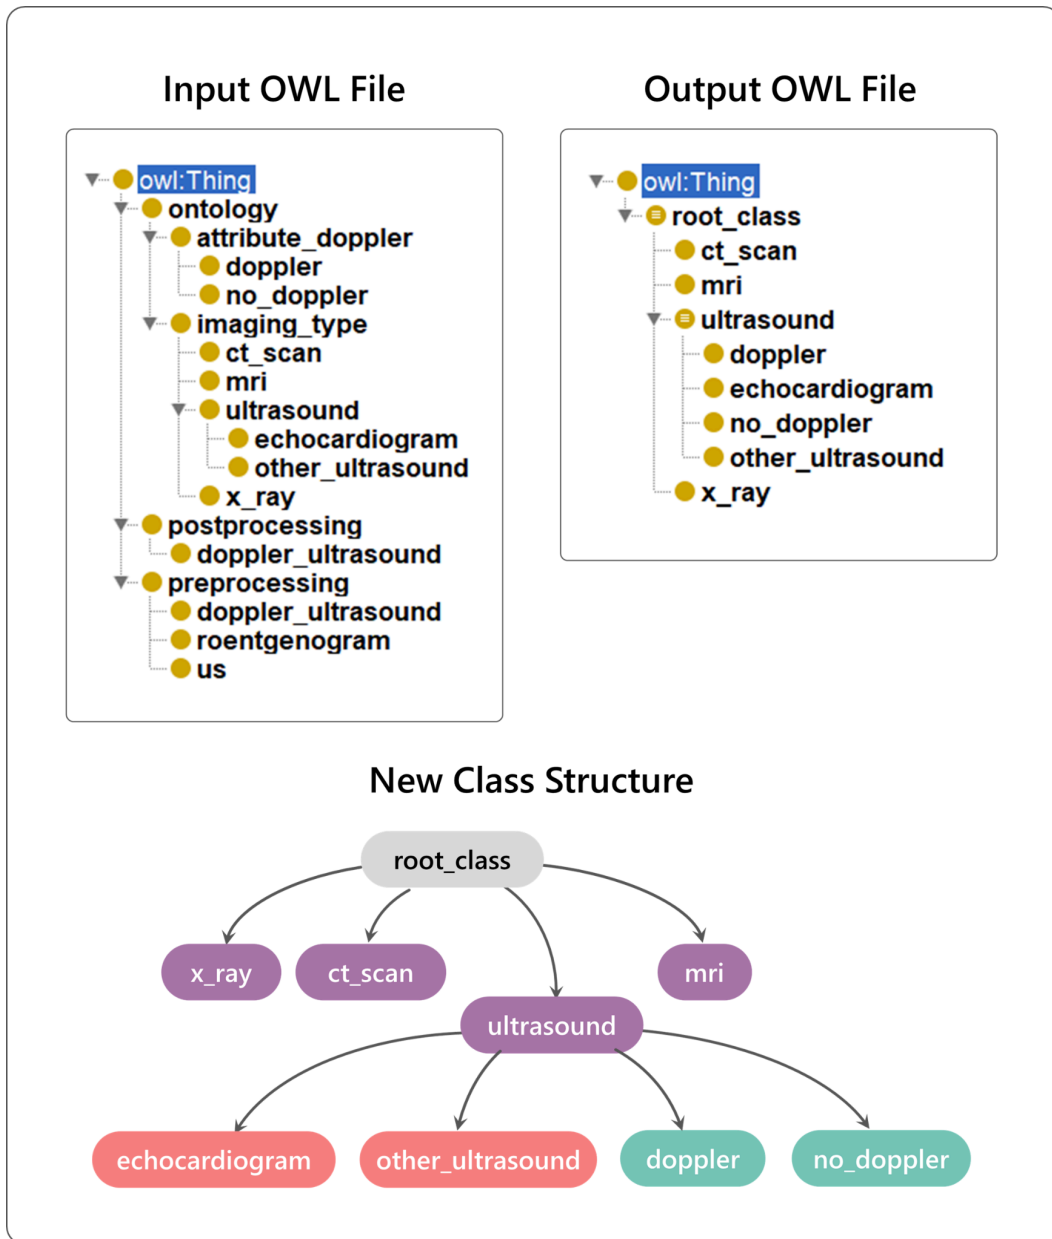 Input OWL File
owl:Thing
ontology
attribute_doppler
doppler
no_doppler
imaging_type
ct_scan
mri
ultrasound
echocardiogram
other_ultrasound
x_ray
postprocessing
doppler_ultrasound
preprocessing
doppler_ultrasound
roentgenogram
us
Output OWL File
owl:Thing
root_class
ct_scan
mri
ultrasound
doppler
echocardiogram
no_doppler
other_ultrasound
x_ray
New Class Structure
root_class
x_ray ct_scan mri
ultrasound
echocardiogram other_ultrasound doppler no_doppler